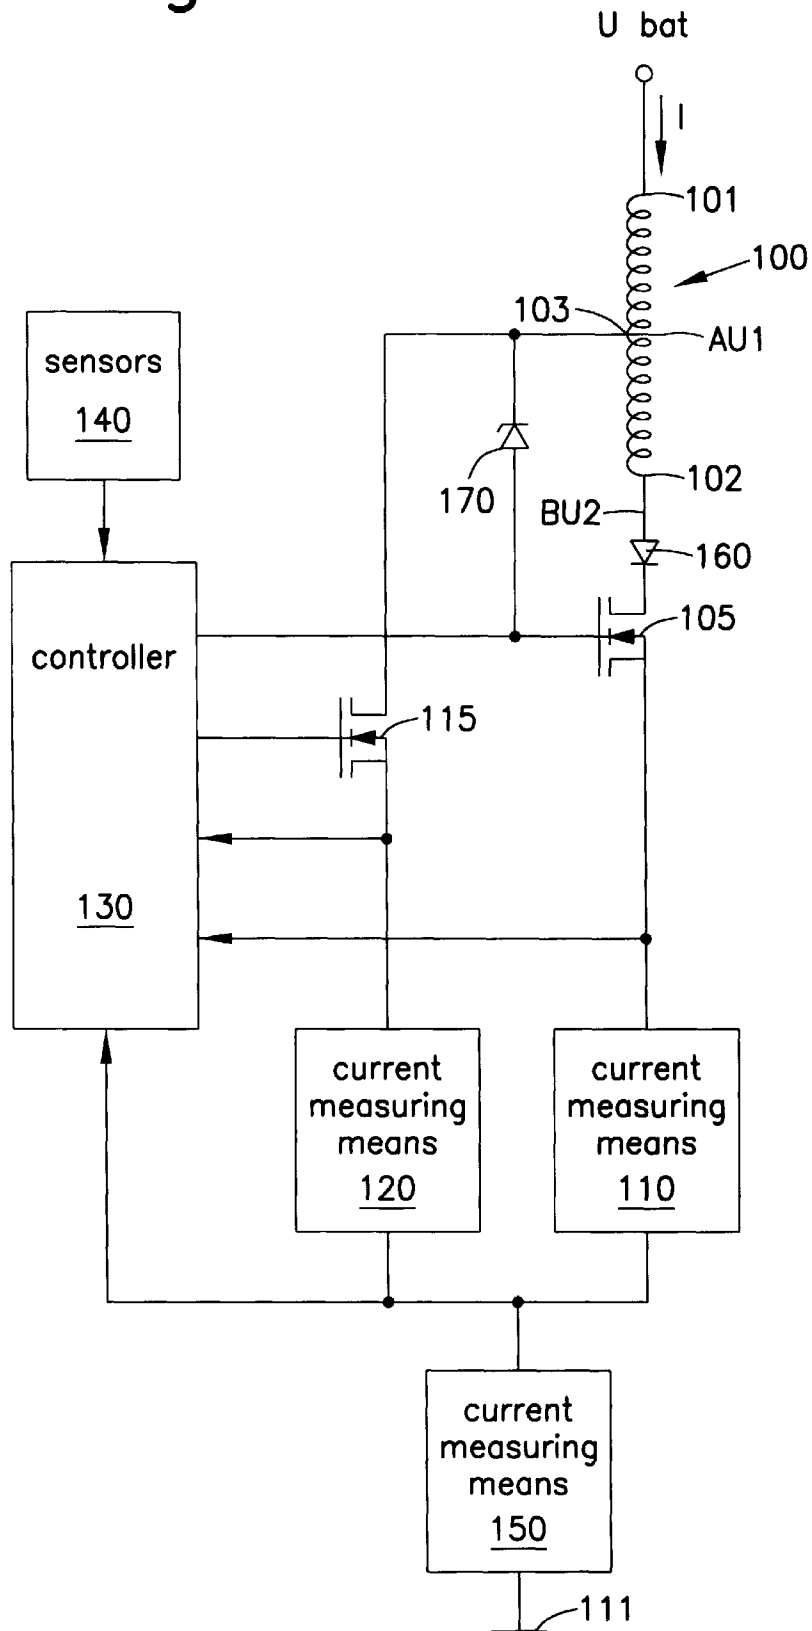 U bat
I
101
100
103
AU1
sensors
140
102
170
BU2
160
105
controller
115
130
current
measuring
means
120
current
measuring
means
110
current
measuring
means
150
111